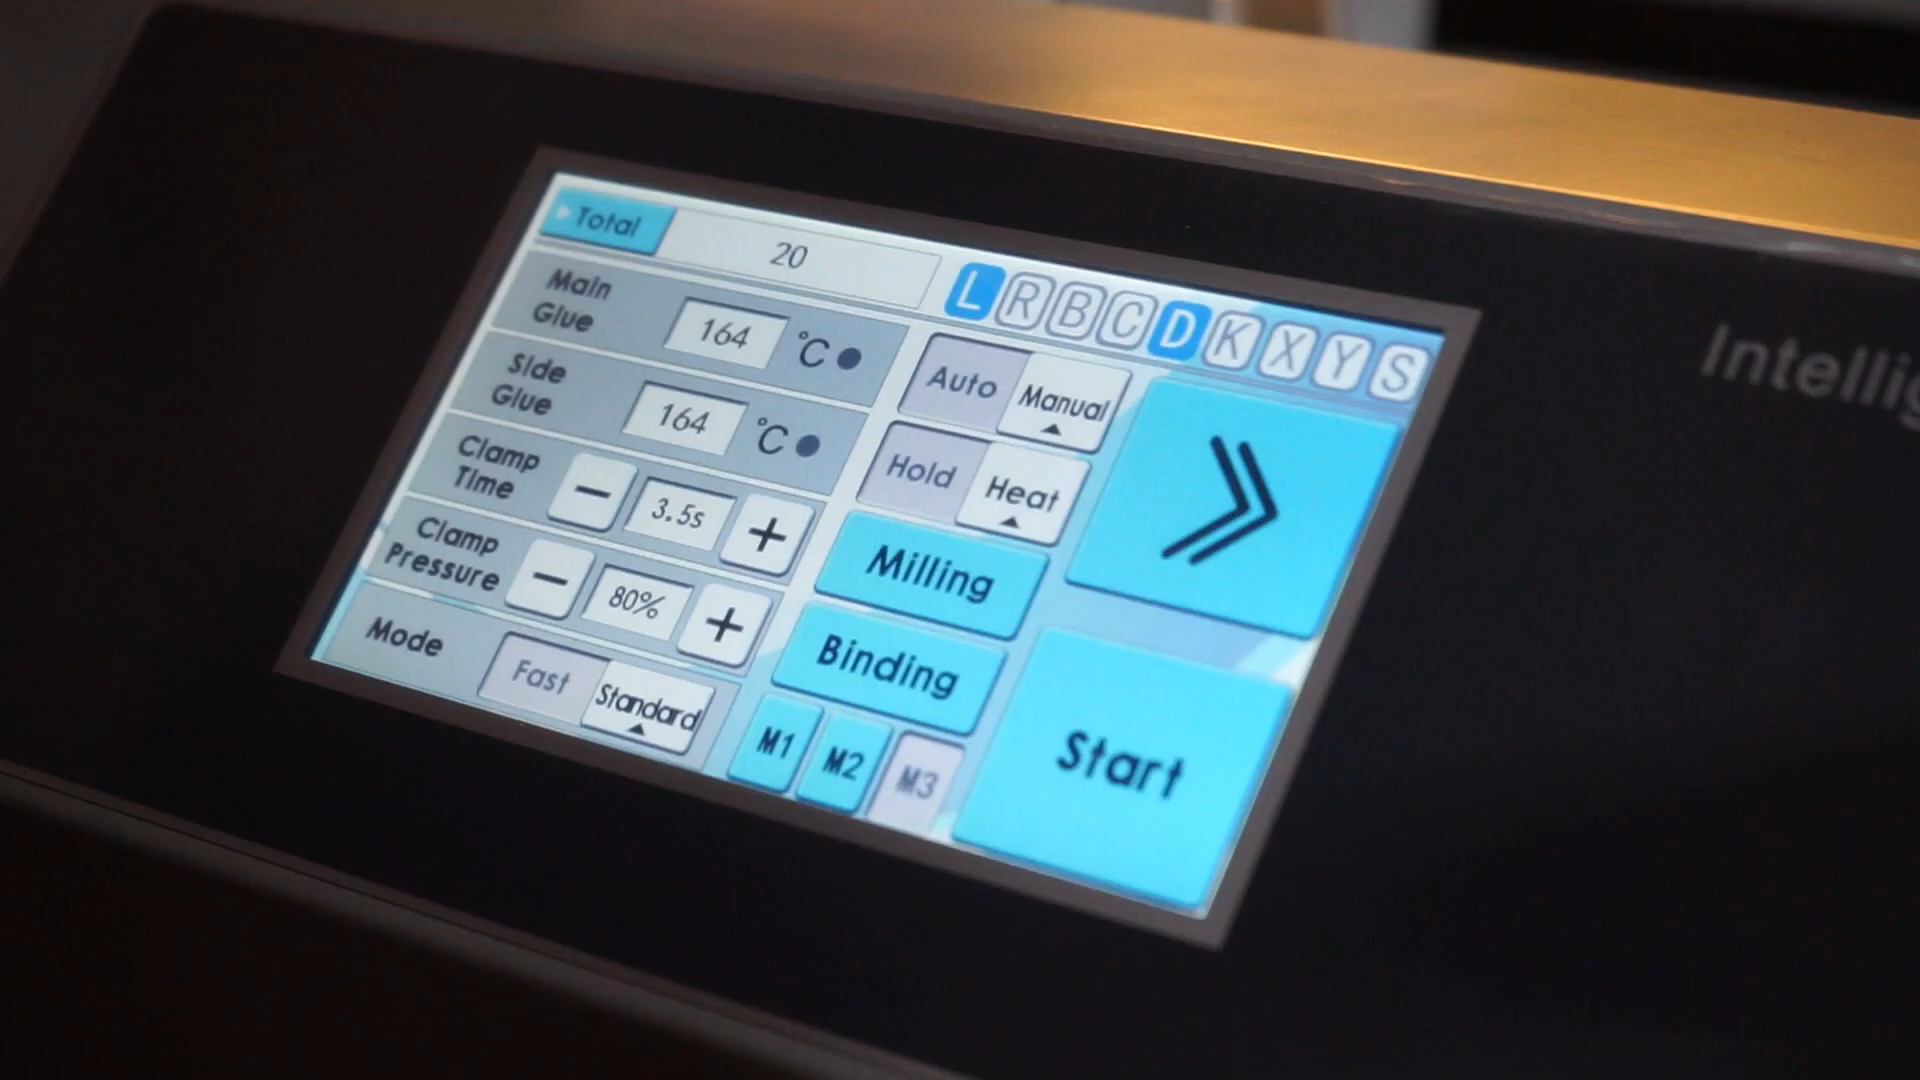 Total
20
L R B C D K X Y S
Main
Glue
164
°C
Side
Glue
164
°C
Clamp
Time
−
3.5s
+
Clamp
Pressure
−
80%
+
Mode
Fast
Standard
Auto
Manual
Hold
Heat
Milling
Binding
M1
M2
M3
Start